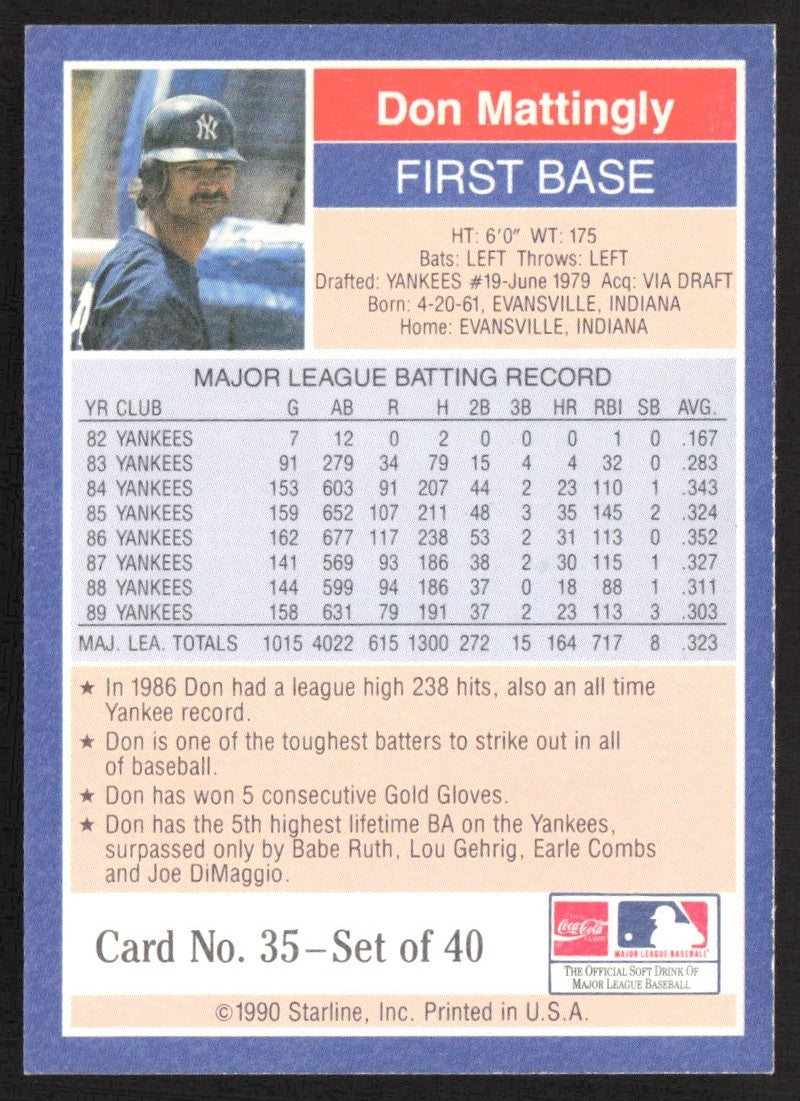 Don Mattingly
FIRST BASE
HT: 6'0" WT: 175
Bats: LEFT Throws: LEFT
Drafted: YANKEES #19-June 1979 Acq: VIA DRAFT
Born: 4-20-61, EVANSVILLE, INDIANA
Home: EVANSVILLE, INDIANA
MAJOR LEAGUE BATTING RECORD
YR CLUB G AB R H 2B 3B HR RBI SB AVG.
82 YANKEES 7 12 0 2 0 0 0 1 0 .167
83 YANKEES 91 279 34 79 15 4 4 32 0 .283
84 YANKEES 153 603 91 207 44 2 23 110 1 .343
85 YANKEES 159 652 107 211 48 3 35 145 2 .324
86 YANKEES 162 677 117 238 53 2 31 113 0 .352
87 YANKEES 141 569 93 186 38 2 30 115 1 .327
88 YANKEES 144 599 94 186 37 0 18 88 1 .311
89 YANKEES 158 631 79 191 37 2 23 113 3 .303
MAJ. LEA. TOTALS 1015 4022 615 1300 272 15 164 717 8 .323
★ In 1986 Don had a league high 238 hits, also an all time
Yankee record.
★ Don is one of the toughest batters to strike out in all
of baseball.
★ Don has won 5 consecutive Gold Gloves.
★ Don has the 5th highest lifetime BA on the Yankees,
surpassed only by Babe Ruth, Lou Gehrig, Earle Combs
and Joe DiMaggio.
Card No. 35–Set of 40
Coca-Cola
MAJOR LEAGUE BASEBALL
THE OFFICIAL SOFT DRINK OF
MAJOR LEAGUE BASEBALL
©1990 Starline, Inc. Printed in U.S.A.